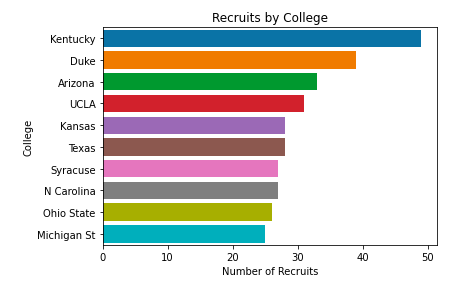 Recruits by College
Kentucky
Duke
Arizona
UCLA
Kansas
Texas
Syracuse
N Carolina
Ohio State
Michigan St
College
0 10 20 30 40 50
Number of Recruits